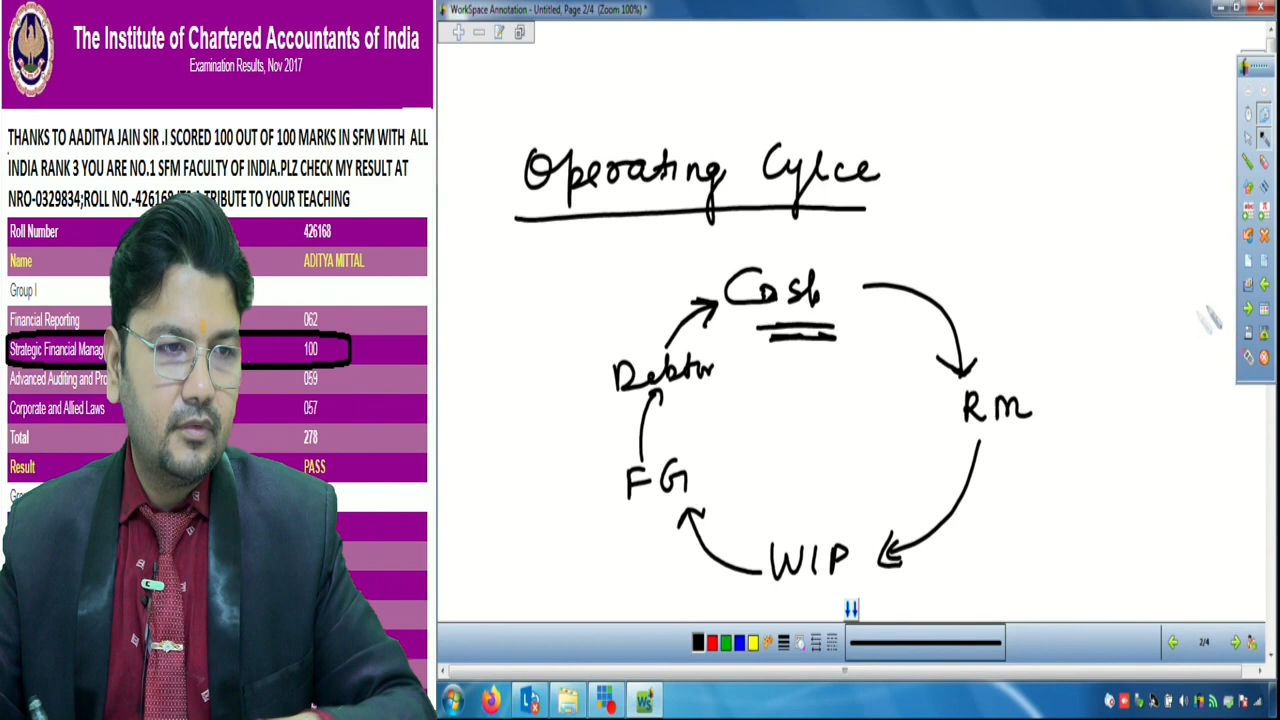 The Institute of Chartered Accountants of India
Examination Results, Nov 2017
THANKS TO AADITYA JAIN SIR .I SCORED 100 OUT OF 100 MARKS IN SFM WITH ALL
INDIA RANK 3 YOU ARE NO.1 SFM FACULTY OF INDIA.PLZ CHECK MY RESULT AT
NRO-0329834;ROLL NO.-426168 TRIBUTE TO YOUR TEACHING
Roll Number 426168
Name ADITYA MITTAL
Group I
Financial Reporting 062
Strategic Financial Manag 100
Advanced Auditing and Pro 059
Corporate and Allied Laws 057
Total 278
Result PASS
WorkSpace Annotation - Untitled, Page 2/4 (Zoom 100%) *
Operating Cylce
Cash
Debtor
RM
FG
WIP
2/4